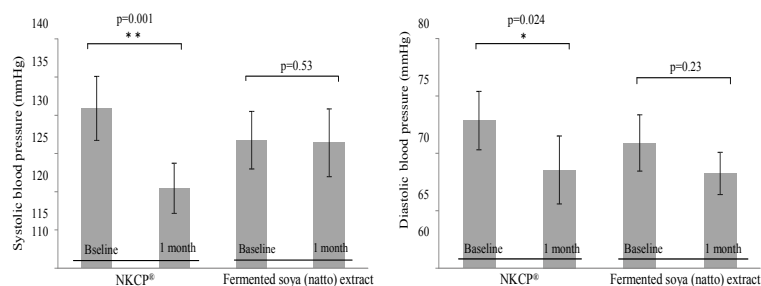 p=0.001
**
p=0.53
Systolic blood pressure (mmHg)
140
130
125
120
110
Bseline
1 month
Baseline
1 month
NKCP®
Fermented soya (natto) extract
p=0.024
*
p=0.23
Diastolic blood pressure (mmHg)
80
75
70
65
60
Baseline
1 month
Baseline
1 month
NKCP®
Fermented soya (natto) extract